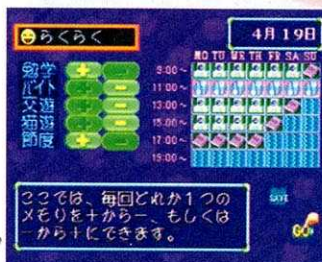 らくらく
4月19日
MO TU WE TH FR SA SU
勉学 + -
バイト + -
交遊 + -
猫遊 + -
節度 + -
9:00～
11:00～
13:00～
15:00～
17:00～
19:00～
ここでは、毎回どれか1つの
メモリを+から-、もしくは
-から+にできます。
SAVE
GO!